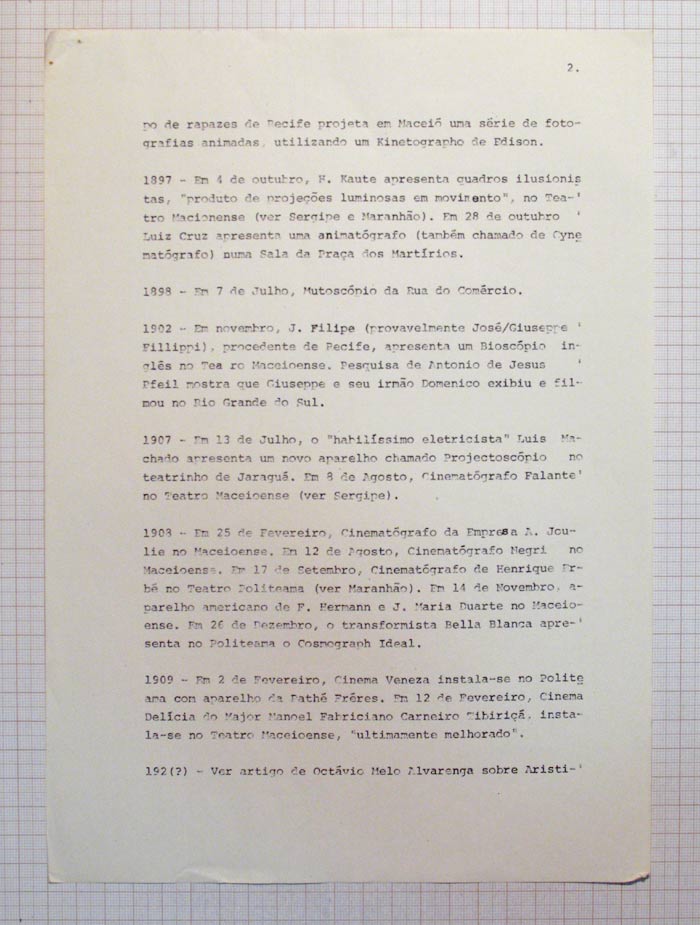 2.
po de rapazes de Recife projeta em Maceió uma série de foto-
grafias animadas, utilizando um Kinetographo de Edison.
1897 - Em 4 de outubro, H. Kaute apresenta quadros ilusionis
tas, "produto de projeções luminosas em movimento", no Tea-'
tro Macionense (ver Sergipe e Maranhão). Em 28 de outubro '
Luiz Cruz apresenta uma animatógrafo (também chamado de Cyne
matógrafo) numa Sala da Praça dos Martírios.
1898 - Em 7 de Julho, Mutoscópio da Rua do Comércio.
1902 - Em novembro, J. Filipe (provavelmente José/Giuseppe '
Fillippi), procedente de Recife, apresenta um Bioscópio in-
glês no Tea ro Maceioense. Pesquisa de Antonio de Jesus '
Pfeil mostra que Giuseppe e seu irmão Domenico exibiu e fil-
mou no Rio Grande do Sul.
1907 - Em 13 de Julho, o "habilíssimo eletricista" Luis Ma-
chado apresenta um novo aparelho chamado Projectoscópio no
teatrinho de Jaraguá. Em 8 de Agosto, Cinematógrafo Falante'
no Teatro Maceioense (ver Sergipe).
1908 - Em 25 de Fevereiro, Cinematógrafo da Empresa A. Jou-
lie no Maceioense. Em 12 de Agosto, Cinematógrafo Negri no
Maceioense. Em 17 de Setembro, Cinematógrafo de Henrique Er-
bé no Teatro Politeama (ver Maranhão). Em 14 de Novembro, a-
parelho americano de F. Hermann e J. Maria Duarte no Maceio-
ense. Em 26 de Dezembro, o transformista Bella Blanca apre-'
senta no Politeama o Cosmograph Ideal.
1909 - Em 2 de Fevereiro, Cinema Veneza instala-se no Polite
ama com aparelho da Pathé Fréres. Em 12 de Fevereiro, Cinema
Delícia do Major Manoel Fabriciano Carneiro Tibiriçá, insta-
la-se no Teatro Maceioense, "ultimamente melhorado".
192(?) - Ver artigo de Octávio Melo Alvarenga sobre Aristi-'